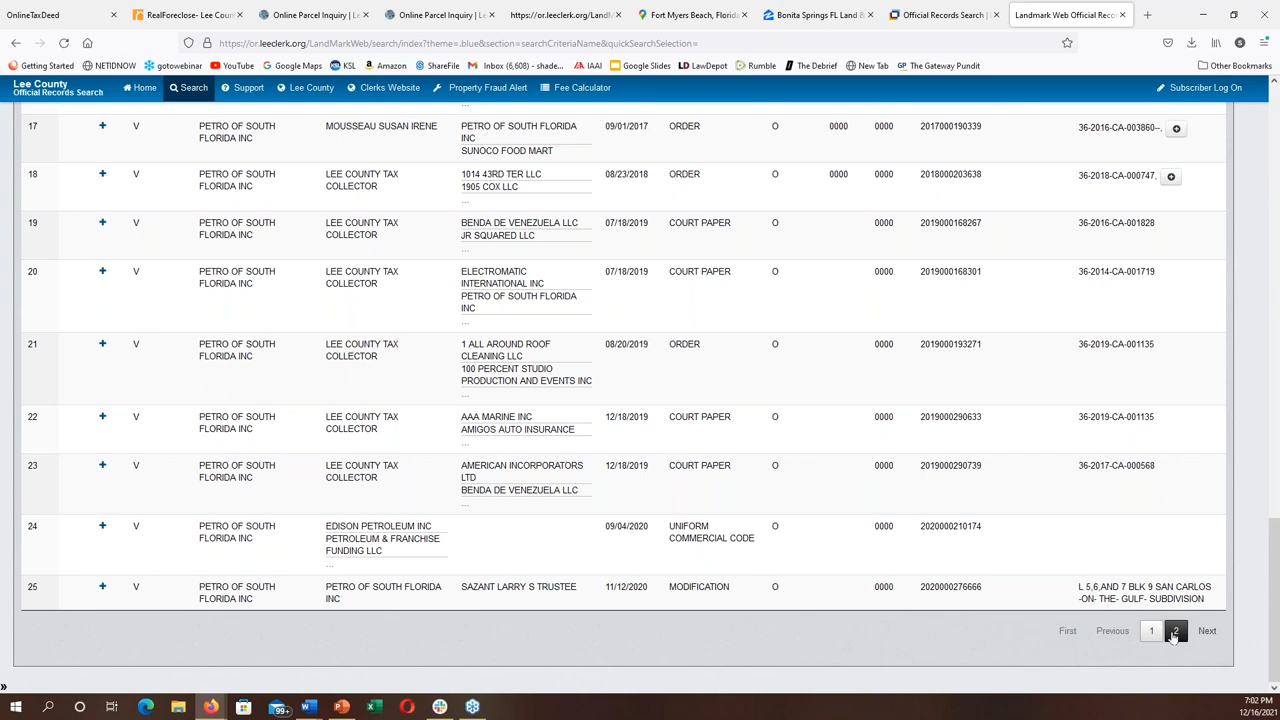 OnlineTaxDeed
RealForeclose - Lee Count
Online Parcel Inquiry | Le
Online Parcel Inquiry | Le
https://or.leeclerk.org/LandM
Fort Myers Beach, Florida
Bonita Springs FL Land &
Official Records Search |
Landmark Web Official Reco
https://or.leeclerk.org/LandMarkWeb/search/index?theme=.blue&section=searchCriteriaName&quickSearchSelection=
Getting Started
NETIDNOW
gotowebinar
YouTube
Google Maps
KSL
Amazon
ShareFile
Inbox (6,608) - shade...
IAAI
Google Slides
LawDepot
Rumble
The Debrief
New Tab
The Gateway Pundit
Other Bookmarks
Lee County
Official Records Search
Home
Search
Support
Lee County
Clerks Website
Property Fraud Alert
Fee Calculator
Subscriber Log On
...
17 V PETRO OF SOUTH MOUSSEAU SUSAN IRENE PETRO OF SOUTH FLORIDA 09/01/2017 ORDER O 0000 0000 2017000190339 36-2016-CA-003860--,
FLORIDA INC INC
SUNOCO FOOD MART
18 V PETRO OF SOUTH LEE COUNTY TAX 1014 43RD TER LLC 08/23/2018 ORDER O 0000 0000 2018000203638 36-2018-CA-000747,
FLORIDA INC COLLECTOR 1905 COX LLC
...
19 V PETRO OF SOUTH LEE COUNTY TAX BENDA DE VENEZUELA LLC 07/18/2019 COURT PAPER O 0000 2019000168267 36-2016-CA-001828
FLORIDA INC COLLECTOR JR SQUARED LLC
...
20 V PETRO OF SOUTH LEE COUNTY TAX ELECTROMATIC 07/18/2019 COURT PAPER O 0000 2019000168301 36-2014-CA-001719
FLORIDA INC COLLECTOR INTERNATIONAL INC
PETRO OF SOUTH FLORIDA
INC
...
21 V PETRO OF SOUTH LEE COUNTY TAX 1 ALL AROUND ROOF 08/20/2019 ORDER O 0000 2019000193271 36-2019-CA-001135
FLORIDA INC COLLECTOR CLEANING LLC
100 PERCENT STUDIO
PRODUCTION AND EVENTS INC
...
22 V PETRO OF SOUTH LEE COUNTY TAX AAA MARINE INC 12/18/2019 COURT PAPER O 0000 2019000290633 36-2019-CA-001135
FLORIDA INC COLLECTOR AMIGOS AUTO INSURANCE
...
23 V PETRO OF SOUTH LEE COUNTY TAX AMERICAN INCORPORATORS 12/18/2019 COURT PAPER O 0000 2019000290739 36-2017-CA-000568
FLORIDA INC COLLECTOR LTD
BENDA DE VENEZUELA LLC
...
24 V PETRO OF SOUTH EDISON PETROLEUM INC 09/04/2020 UNIFORM O 0000 2020000210174
FLORIDA INC PETROLEUM & FRANCHISE COMMERCIAL CODE
FUNDING LLC
...
25 V PETRO OF SOUTH PETRO OF SOUTH FLORIDA SAZANT LARRY S TRUSTEE 11/12/2020 MODIFICATION O 0000 2020000276666 L 5,6,AND 7 BLK 9 SAN CARLOS
FLORIDA INC INC -ON- THE- GULF- SUBDIVISION
First Previous 1 2 Next
»
99+
7:02 PM
12/16/2021